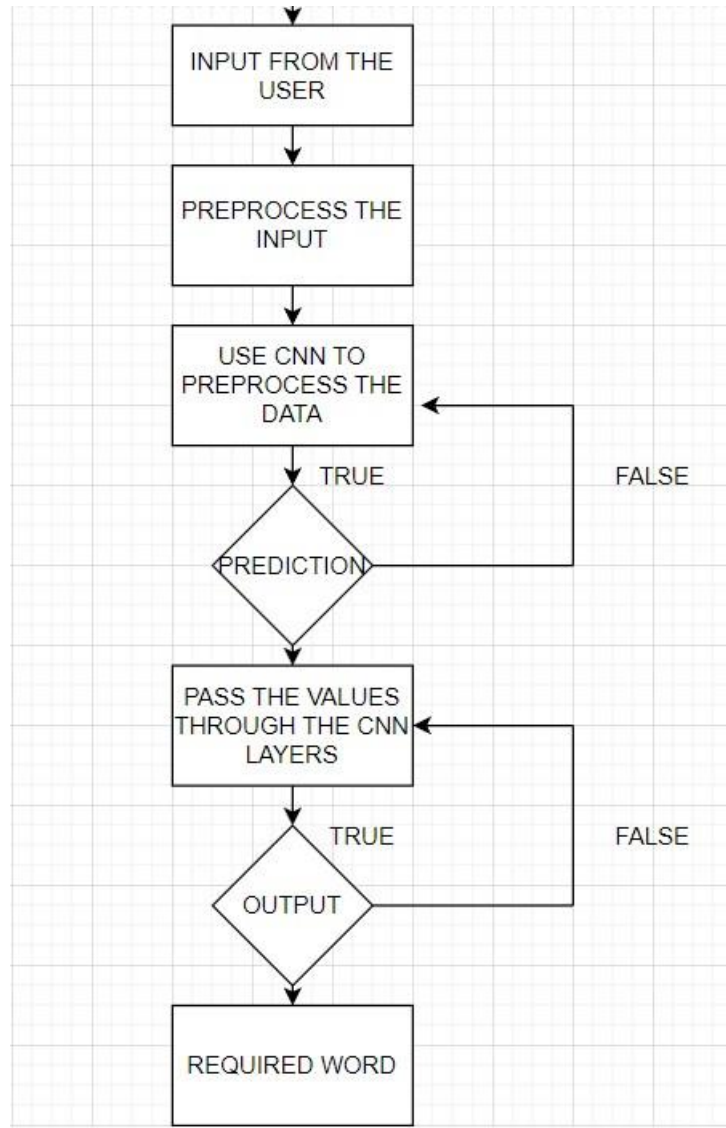 INPUT FROM THE
USER
PREPROCESS THE
INPUT
USE CNN TO
PREPROCESS THE
DATA
TRUE
FALSE
PREDICTION
PASS THE VALUES
THROUGH THE CNN
LAYERS
TRUE
FALSE
OUTPUT
REQUIRED WORD